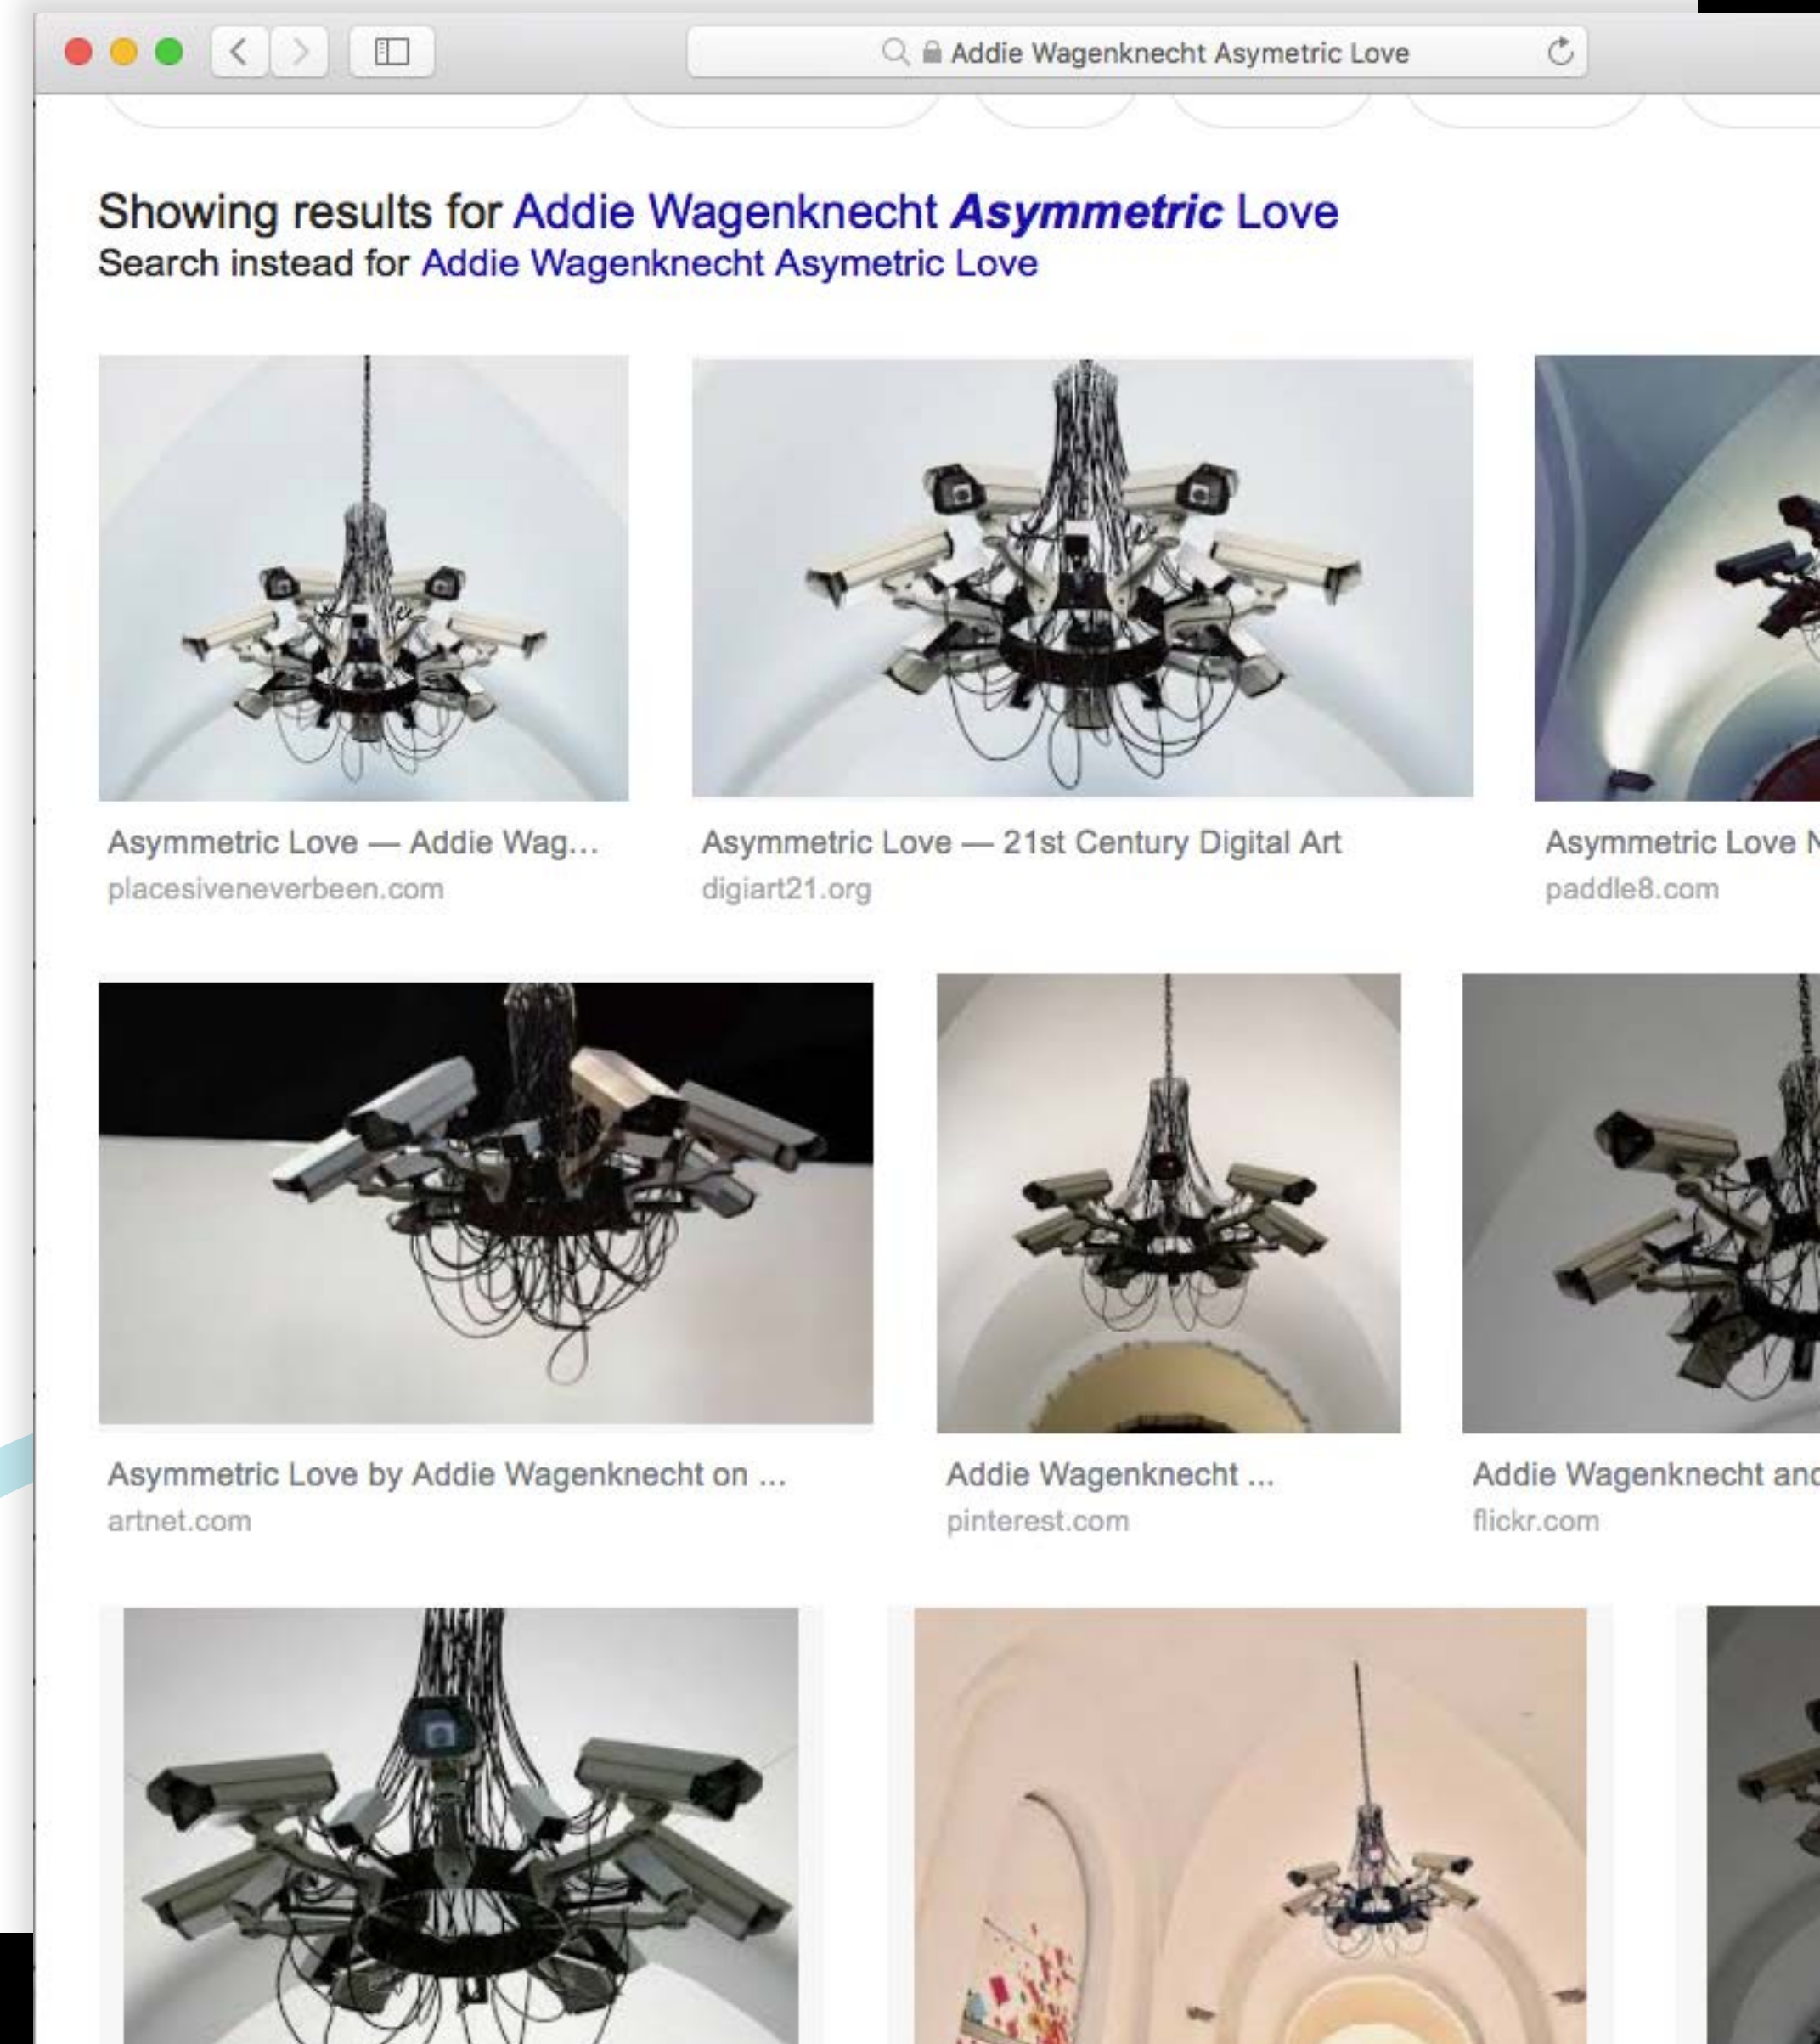 Addie Wagenknecht Asymetric Love
Showing results for Addie Wagenknecht Asymmetric Love
Search instead for Addie Wagenknecht Asymetric Love
Asymmetric Love — Addie Wag...
Asymmetric Love — 21st Century Digital Art
Asymmetric Love N
placesiveneverbeen.com
digiart21.org
paddle8.com
Asymmetric Love by Addie Wagenknecht on ...
Addie Wagenknecht ...
Addie Wagenknecht and
artnet.com
pinterest.com
flickr.com